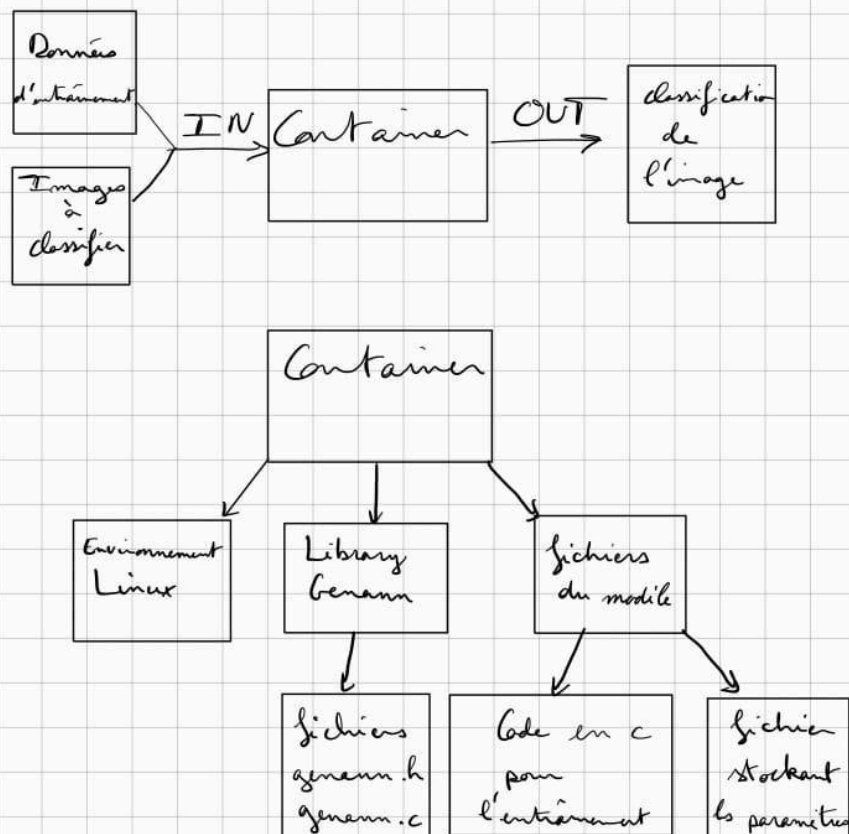 Données
d'entraînement
IN
Container
OUT
classification
de
l'image
Images
à
classifier
Container
Environnement
Linux
Library
Genann
fichiers
du modèle
fichiers
genann.h
genann.c
Code en c
pour
l'entraînement
fichier
stockant
ls paramètres